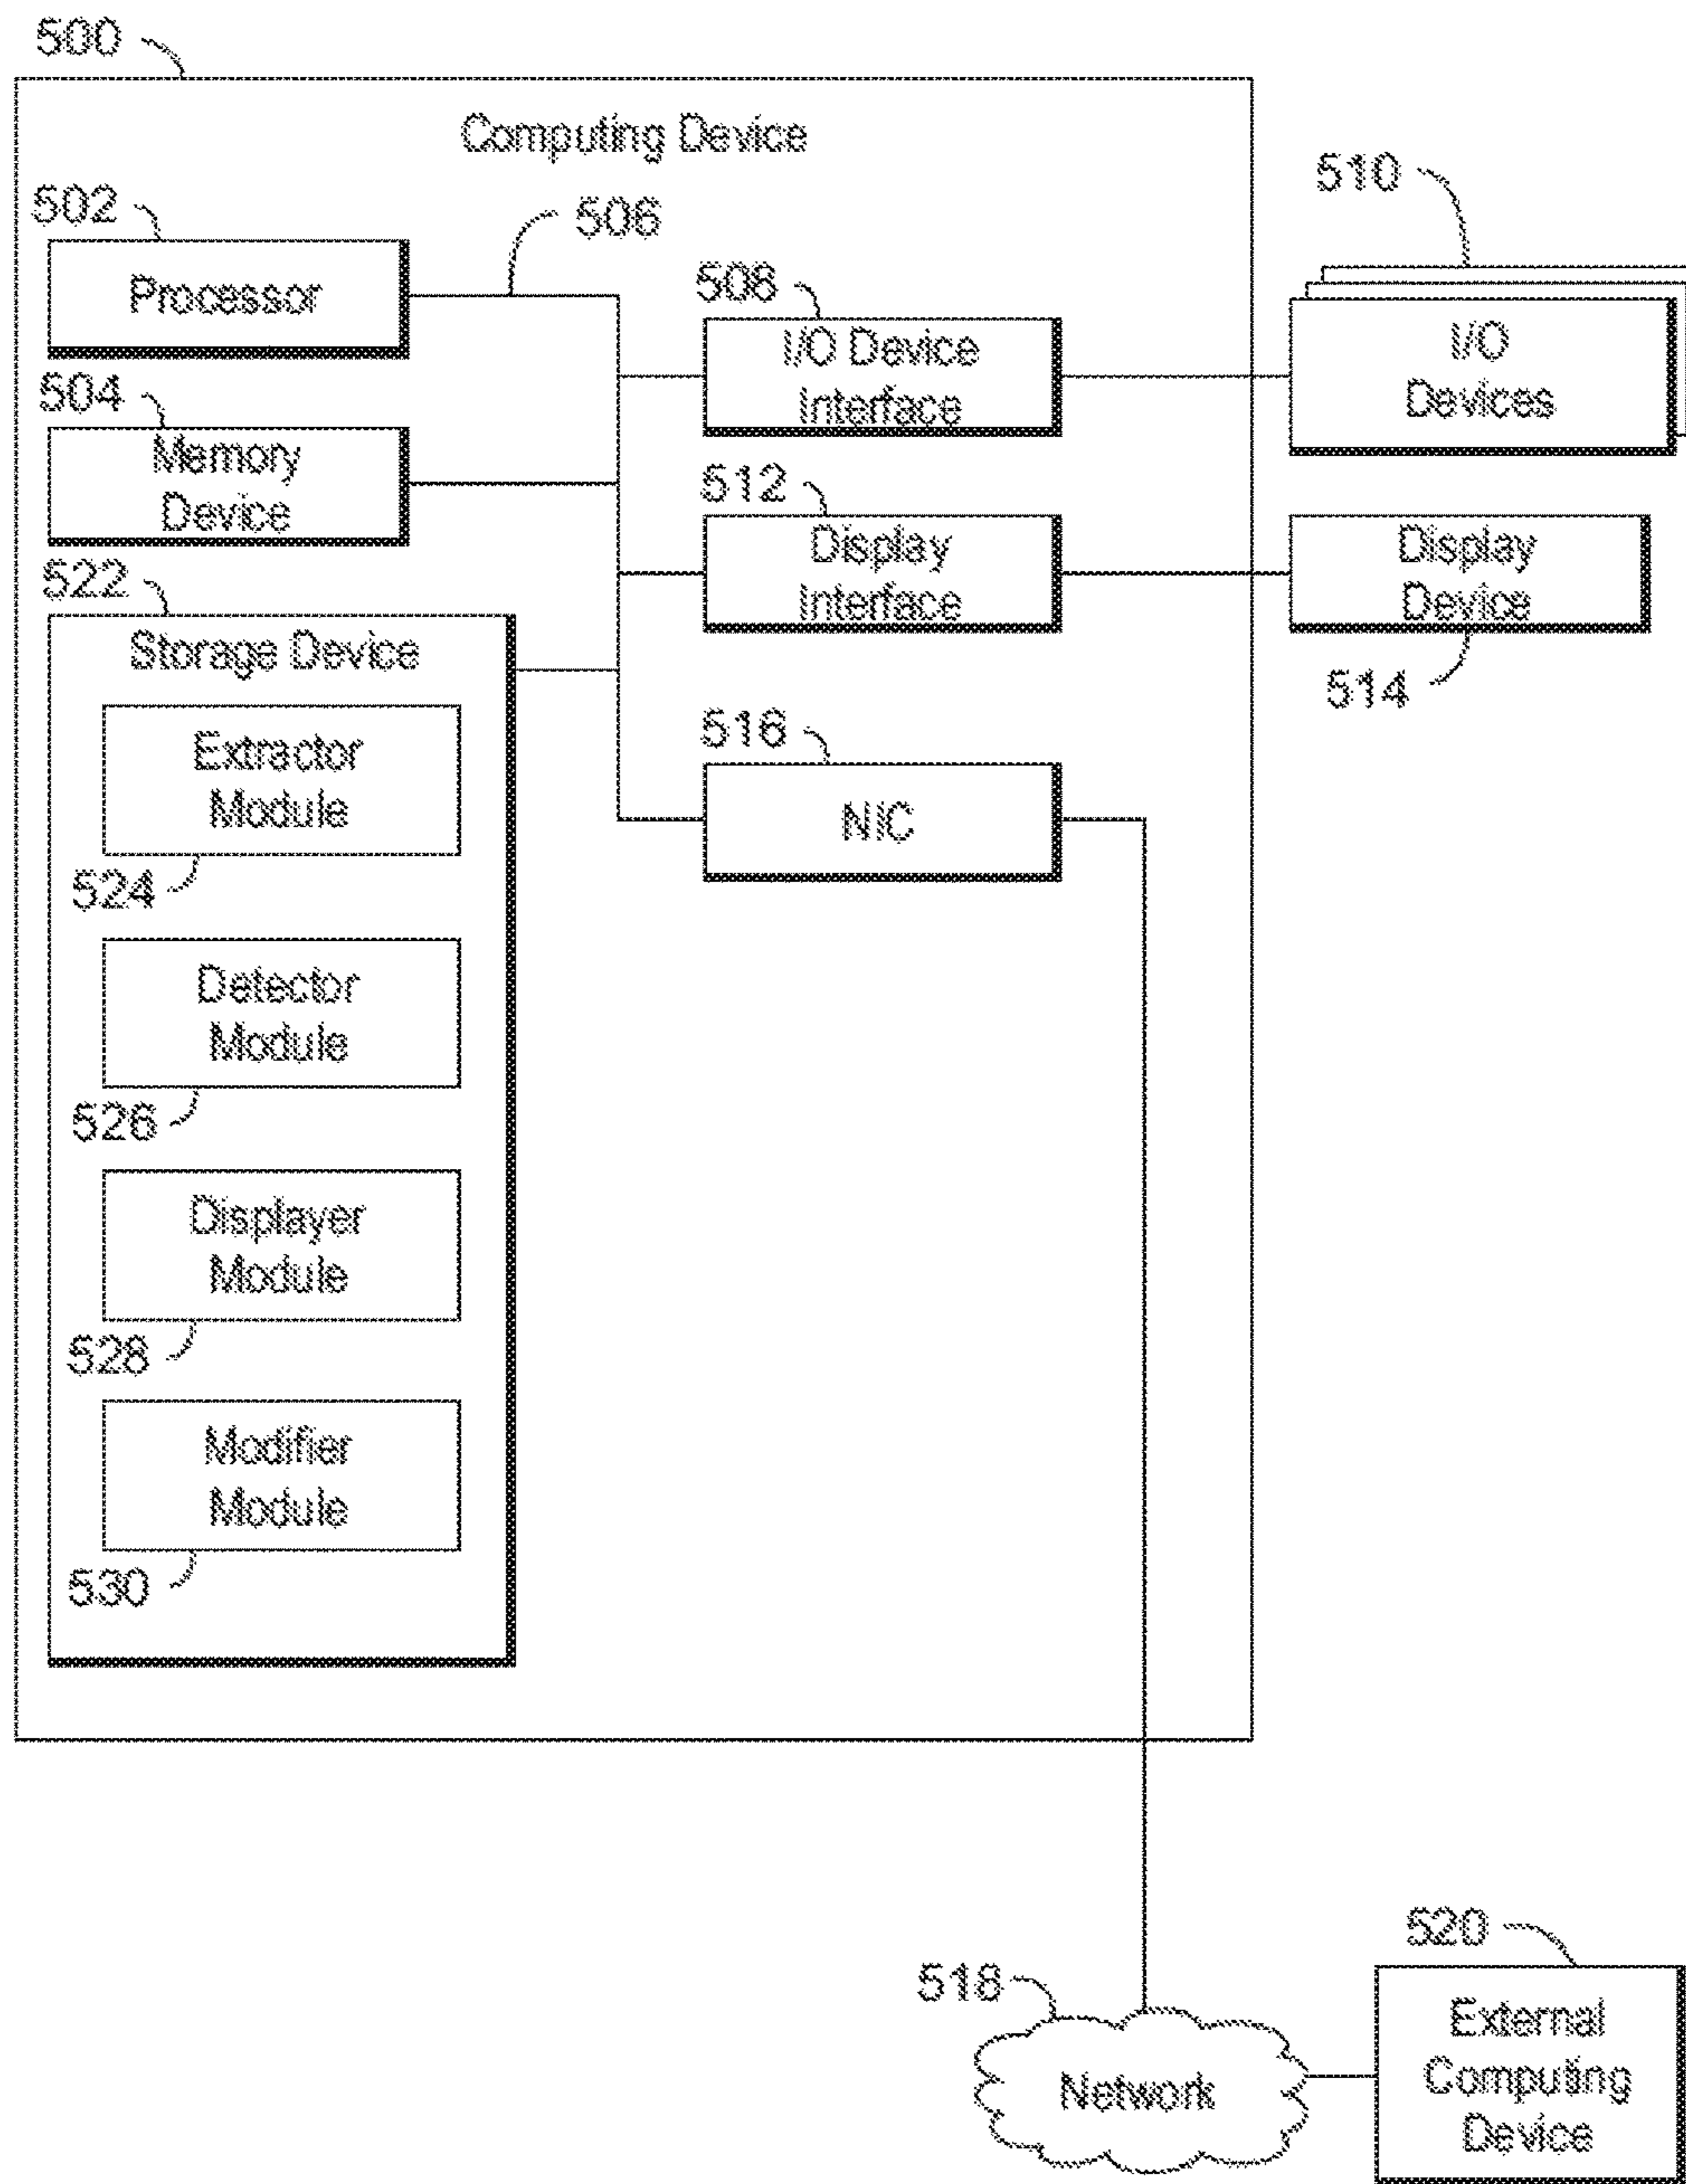 500
Computing Device
502
Processor
506
504
Memory
Device
508
I/O Device
Interface
510
I/O
Devices
512
Display
Interface
Display
Device
514
522
Storage Device
Extractor
Module
524
Detector
Module
526
Displayer
Module
528
Modifier
Module
530
516
NIC
518
Network
520
External
Computing
Device